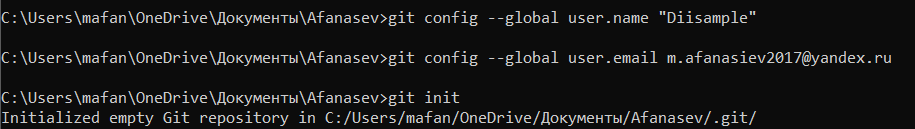 C:\Users\mafan\OneDrive\Документы\Afanasev>git config --global user.name "Diisample"
C:\Users\mafan\OneDrive\Документы\Afanasev>git config --global user.email m.afanasiev2017@yandex.ru
C:\Users\mafan\OneDrive\Документы\Afanasev>git init
Initialized empty Git repository in C:/Users/mafan/OneDrive/Документы/Afanasev/.git/